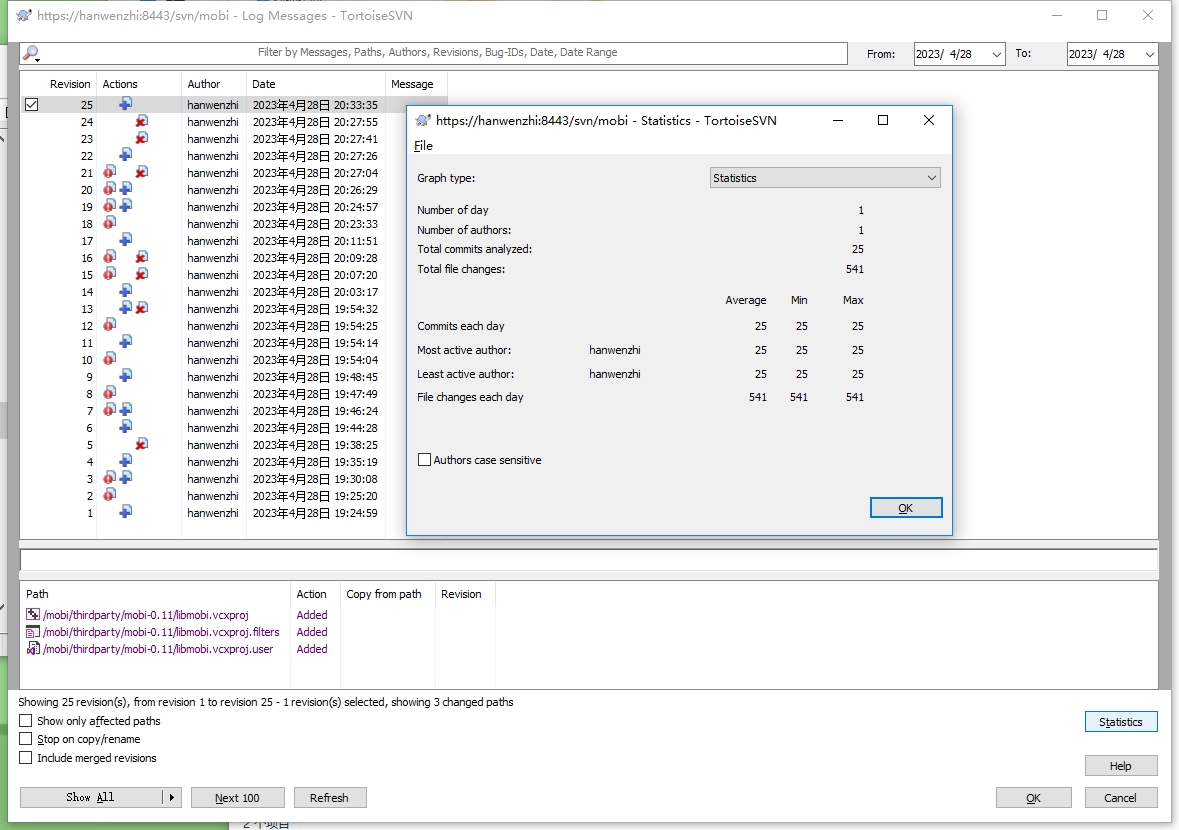 https://hanwenzhi:8443/svn/mobi - Log Messages - TortoiseSVN
Filter by Messages, Paths, Authors, Revisions, Bug-IDs, Date, Date Range From: 2023/ 4/28 To: 2023/ 4/28
Revision Actions Author Date Message
25 hanwenzhi 2023年4月28日 20:33:35
24 hanwenzhi 2023年4月28日 20:27:55
23 hanwenzhi 2023年4月28日 20:27:41
22 hanwenzhi 2023年4月28日 20:27:26
21 hanwenzhi 2023年4月28日 20:27:04
20 hanwenzhi 2023年4月28日 20:26:29
19 hanwenzhi 2023年4月28日 20:24:57
18 hanwenzhi 2023年4月28日 20:23:33
17 hanwenzhi 2023年4月28日 20:11:51
16 hanwenzhi 2023年4月28日 20:09:28
15 hanwenzhi 2023年4月28日 20:07:20
14 hanwenzhi 2023年4月28日 20:03:17
13 hanwenzhi 2023年4月28日 19:54:32
12 hanwenzhi 2023年4月28日 19:54:25
11 hanwenzhi 2023年4月28日 19:54:14
10 hanwenzhi 2023年4月28日 19:54:04
9 hanwenzhi 2023年4月28日 19:48:45
8 hanwenzhi 2023年4月28日 19:47:49
7 hanwenzhi 2023年4月28日 19:46:24
6 hanwenzhi 2023年4月28日 19:44:28
5 hanwenzhi 2023年4月28日 19:38:25
4 hanwenzhi 2023年4月28日 19:35:19
3 hanwenzhi 2023年4月28日 19:30:08
2 hanwenzhi 2023年4月28日 19:25:20
1 hanwenzhi 2023年4月28日 19:24:59
https://hanwenzhi:8443/svn/mobi - Statistics - TortoiseSVN
File
Graph type: Statistics
Number of day 1
Number of authors: 1
Total commits analyzed: 25
Total file changes: 541
Average Min Max
Commits each day 25 25 25
Most active author: hanwenzhi 25 25 25
Least active author: hanwenzhi 25 25 25
File changes each day 541 541 541
Authors case sensitive
OK
Path Action Copy from path Revision
/mobi/thirdparty/mobi-0.11/libmobi.vcxproj Added
/mobi/thirdparty/mobi-0.11/libmobi.vcxproj.filters Added
/mobi/thirdparty/mobi-0.11/libmobi.vcxproj.user Added
Showing 25 revision(s), from revision 1 to revision 25 - 1 revision(s) selected, showing 3 changed paths
Show only affected paths
Statistics
Stop on copy/rename
Include merged revisions
Help
Show All Next 100 Refresh OK Cancel
2 个项目